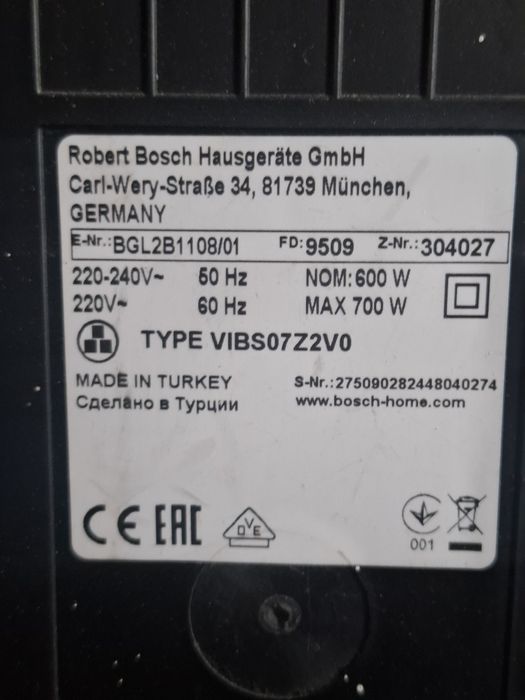 Robert Bosch Hausgeräte GmbH
Carl-Wery-Straße 34, 81739 München,
GERMANY
E-Nr.: BGL2B1108/01 FD: 9509 Z-Nr.: 304027
220-240V~ 50 Hz NOM: 600 W
220V~ 60 Hz MAX 700 W
TYPE VIBS07Z2V0
MADE IN TURKEY S-Nr.: 275090282448040274
Сделано в Турции www.bosch-home.com
CE EAC DVE
001